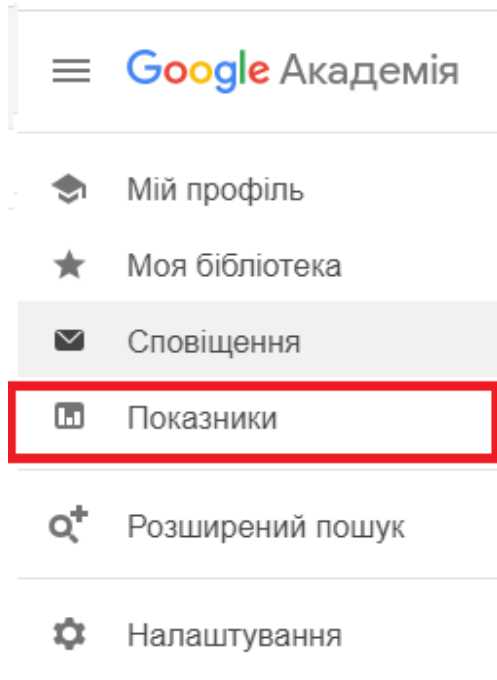 Google Академія
Мій профіль
Моя бібліотека
Сповіщення
Показники
Розширений пошук
Налаштування